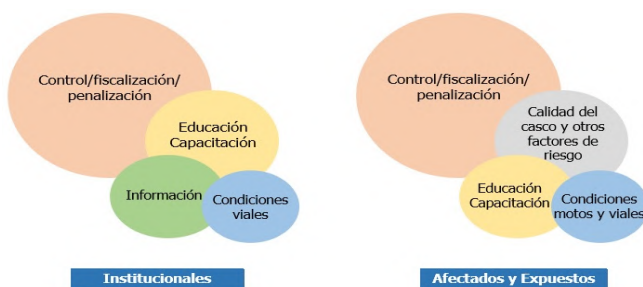 Control/fiscalización/
penalización
Educación
Capacitación
Información
Condiciones
viales
Institucionales
Control/fiscalización/
penalización
Calidad del
casco y otros
factores de
riesgo
Educación
Capacitación
Condiciones
motos y viales
Afectados y Expuestos